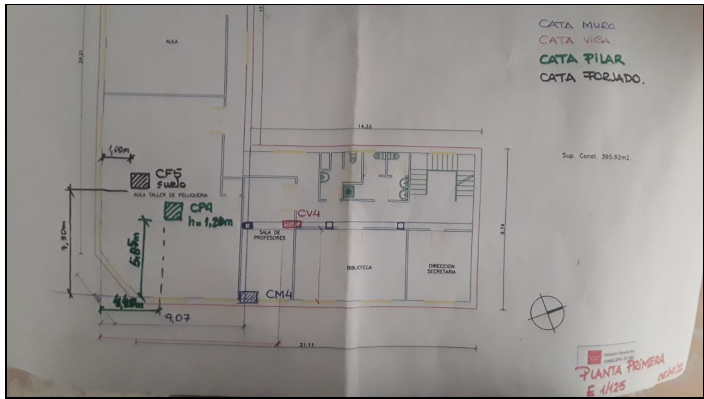 CATA MURO
CATA VIGA
CATA PILAR
CATA FORJADO.
AULA
14.33
Sup. Const. 395.92m2.
1,00m
CF5
suelo
AULA TALLER DE PELUQUERIA
CP4
h=1,20m
CV4
SALA DE
PROFESORES
BIBLIOTECA
DIRECCION
SECRETARIA
9.74
7,80m
5,85m
CM4
9,07
21.11
PLANTA PRIMERA
E 1/125